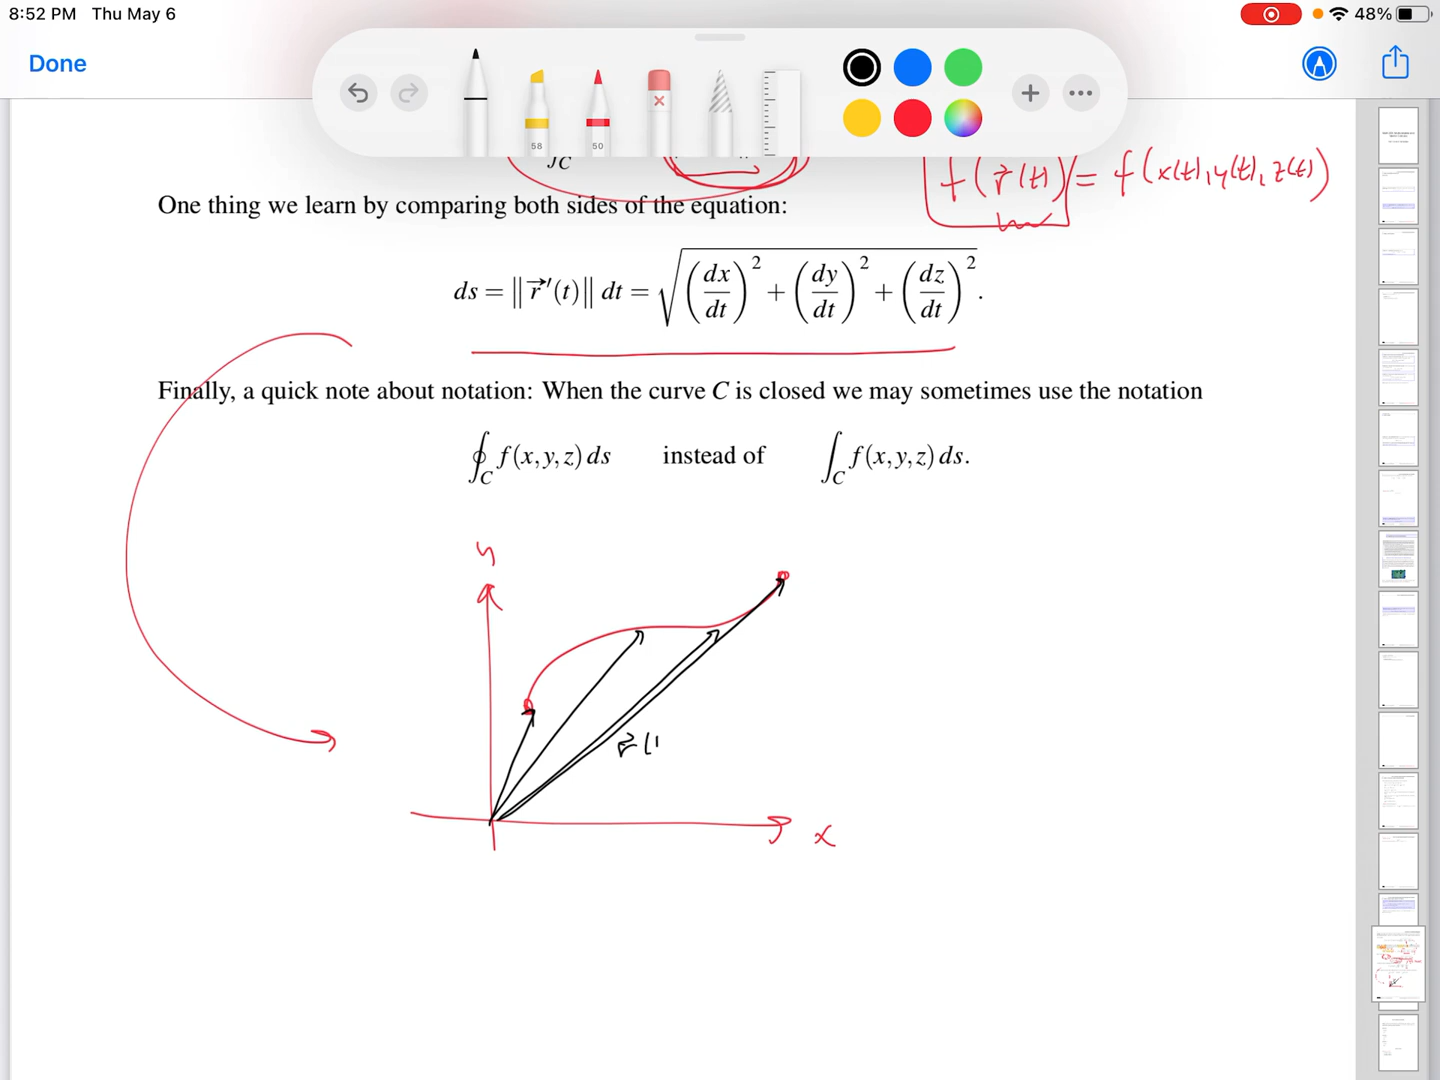 8:52 PM Thu May 6
48%
Done
58
50
∫C
f(r⃗(t)) = f(x(t), y(t), z(t))
One thing we learn by comparing both sides of the equation:
ds = ||r⃗′(t)|| dt = √((dx/dt)² + (dy/dt)² + (dz/dt)²).
Finally, a quick note about notation: When the curve C is closed we may sometimes use the notation
∮C f(x,y,z) ds instead of ∫C f(x,y,z) ds.
y
r⃗(
x